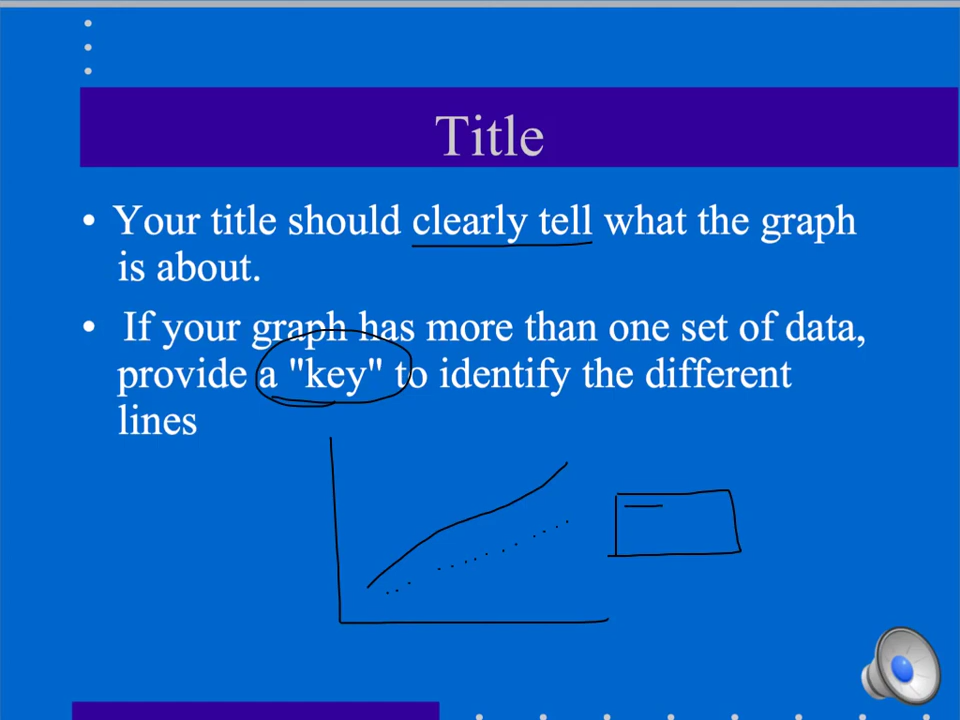 Title
• Your title should clearly tell what the graph
is about.
• If your graph has more than one set of data,
provide a "key" to identify the different
lines